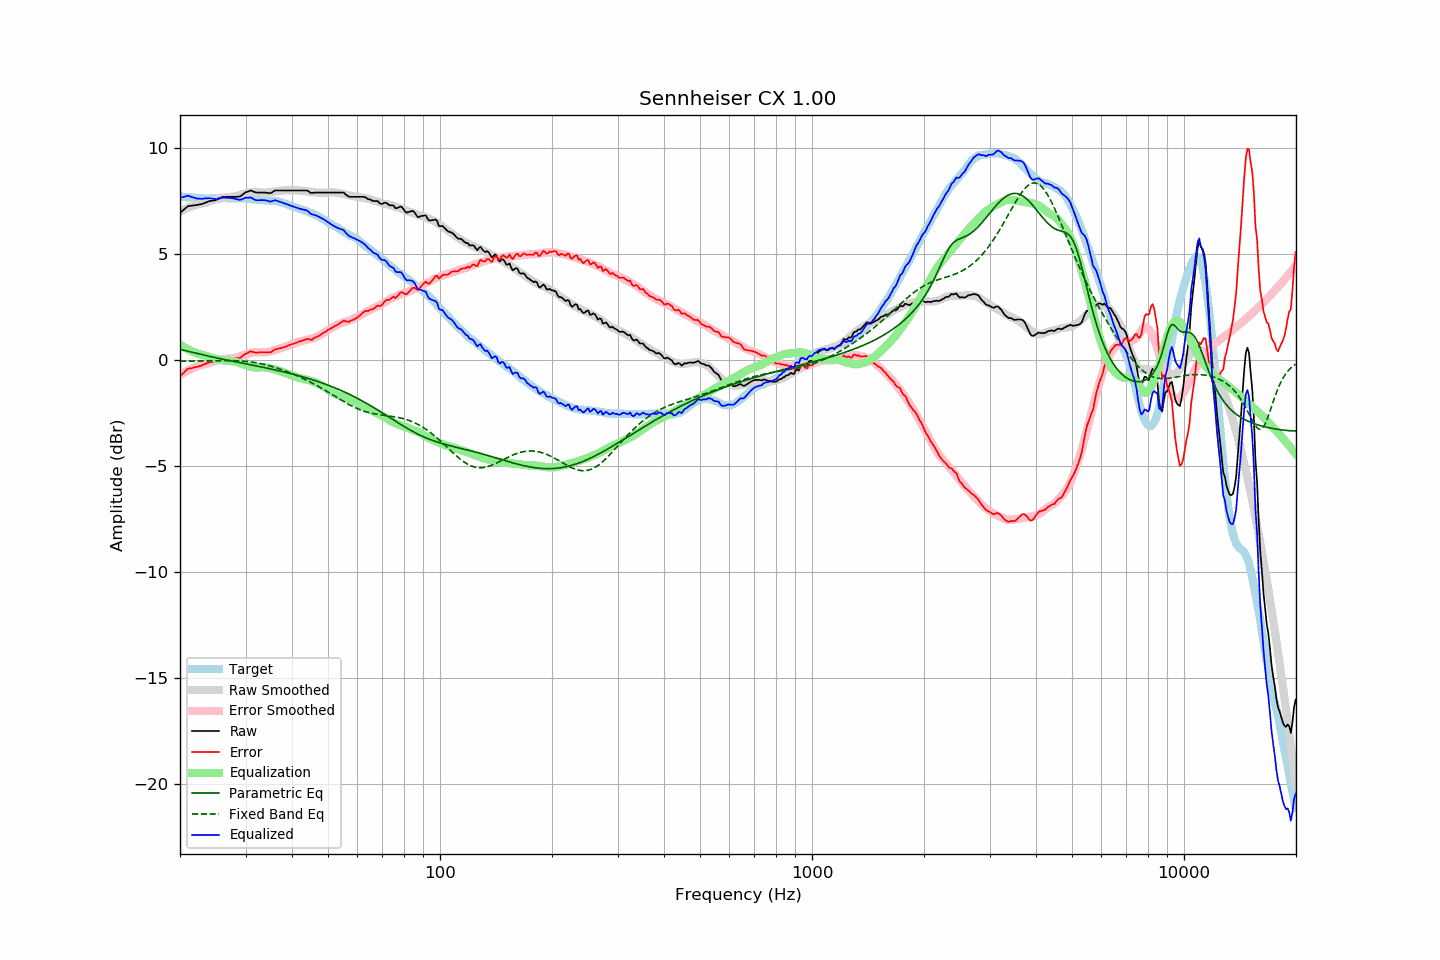 Sennheiser CX 1.00
10
5
0
−5
−10
−15
−20
Amplitude (dBr)
Target
Raw Smoothed
Error Smoothed
Raw
Error
Equalization
Parametric Eq
Fixed Band Eq
Equalized
100
1000
10000
Frequency (Hz)